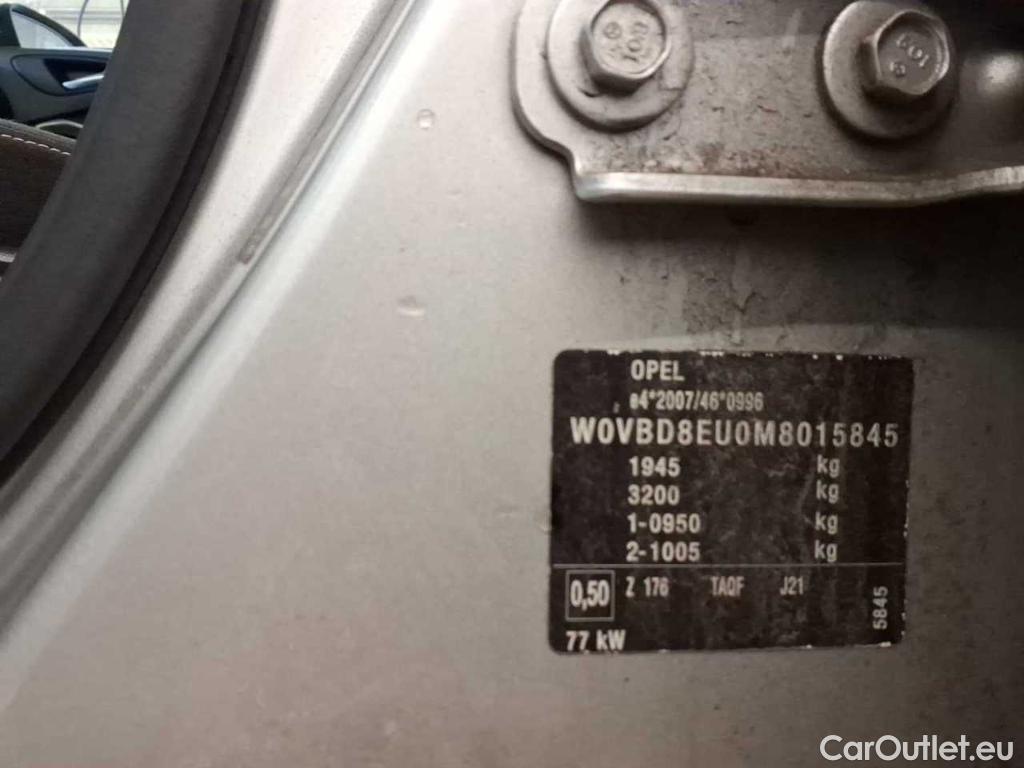 OPEL
e4*2007/46*0996
W0VBD8EU0M8015845
1945 kg
3200 kg
1-0950 kg
2-1005 kg
0,50 Z 176 TAQF J21
5845
77 kW
CarOutlet.eu